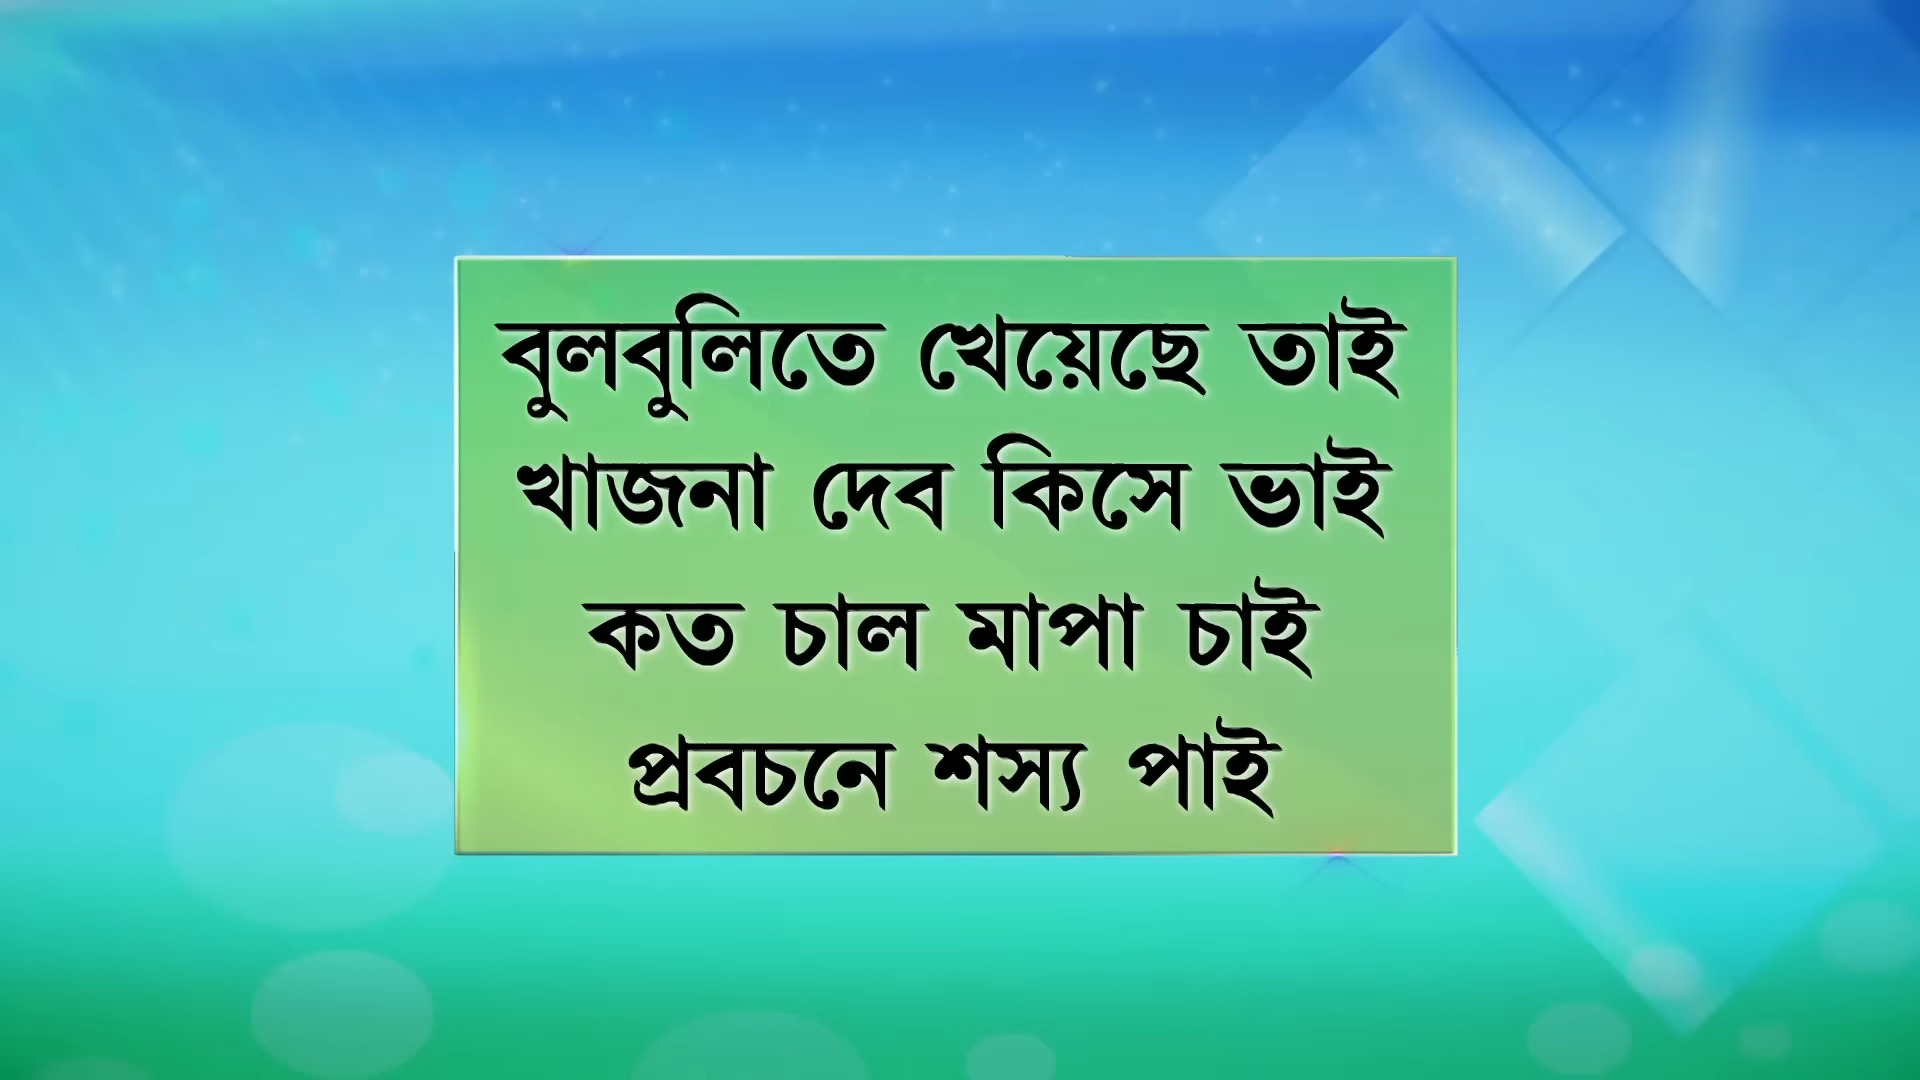 বুলবুলিতে খেয়েছে তাই
খাজনা দেব কিসে ভাই
কত চাল মাপা চাই
প্রবচনে শস্য পাই